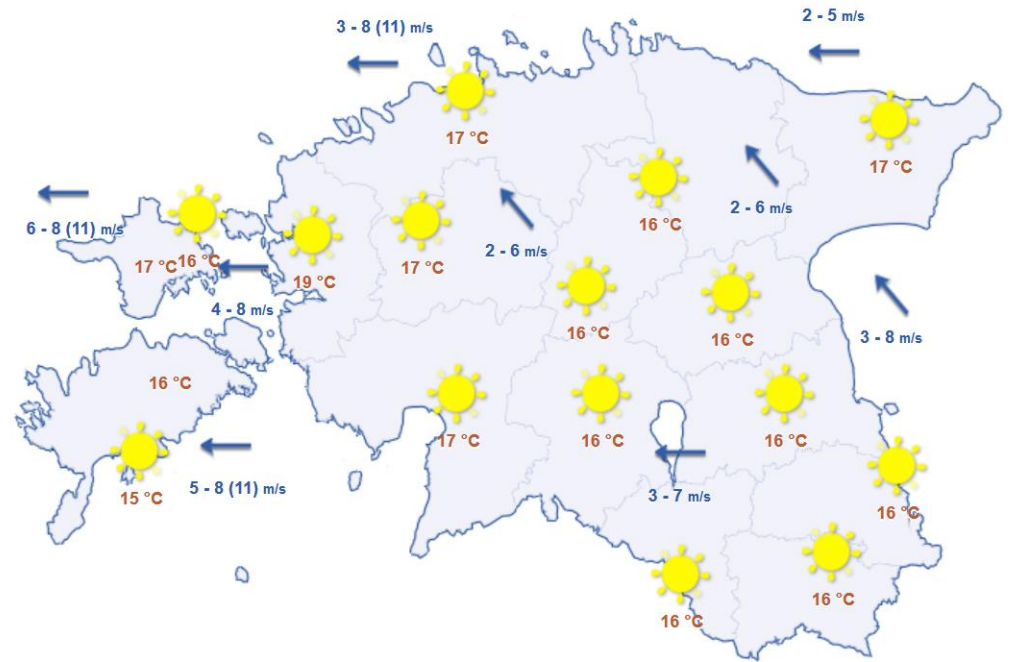 2 - 5 m/s
3 - 8 (11) m/s
17 °C
17 °C
2 - 6 m/s
16 °C
6 - 8 (11) m/s
2 - 6 m/s
17 °C
16 °C
17 °C
19 °C
4 - 8 m/s
16 °C
16 °C
3 - 8 m/s
16 °C
17 °C
16 °C
16 °C
15 °C
5 - 8 (11) m/s
3 - 7 m/s
16 °C
16 °C
16 °C